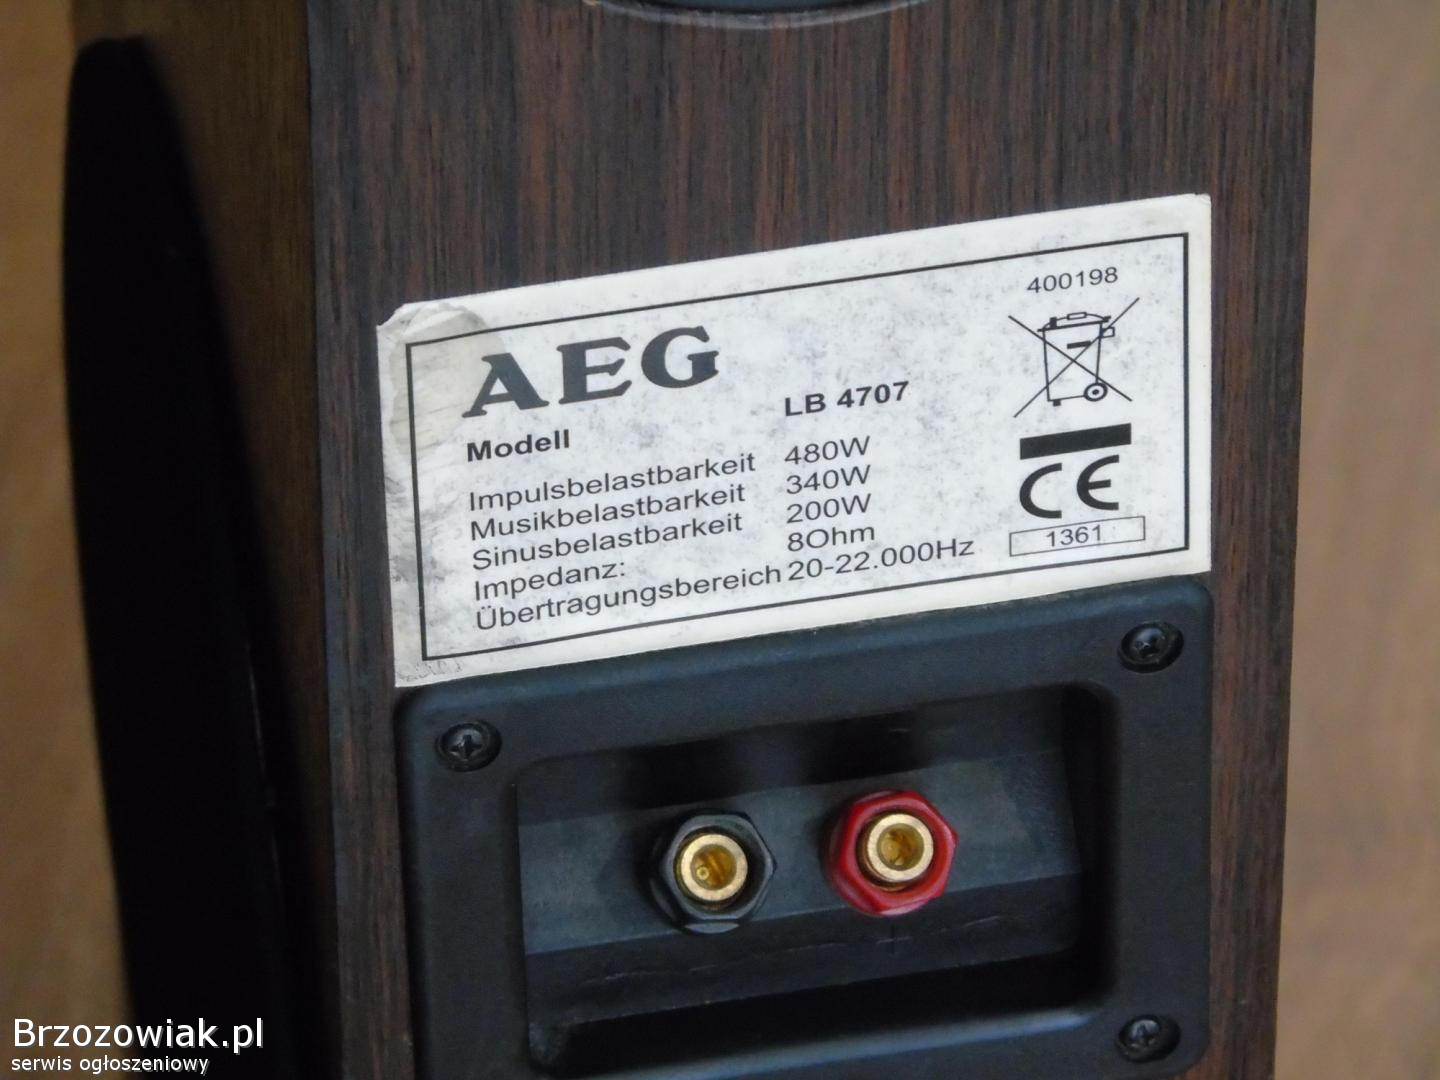 400198
AEG
Modell LB 4707
Impulsbelastbarkeit 480W
Musikbelastbarkeit 340W
Sinusbelastbarkeit 200W
Impedanz: 8Ohm
Übertragungsbereich 20-22.000Hz
CE
1361
Brzozowiak.pl
serwis ogłoszeniowy